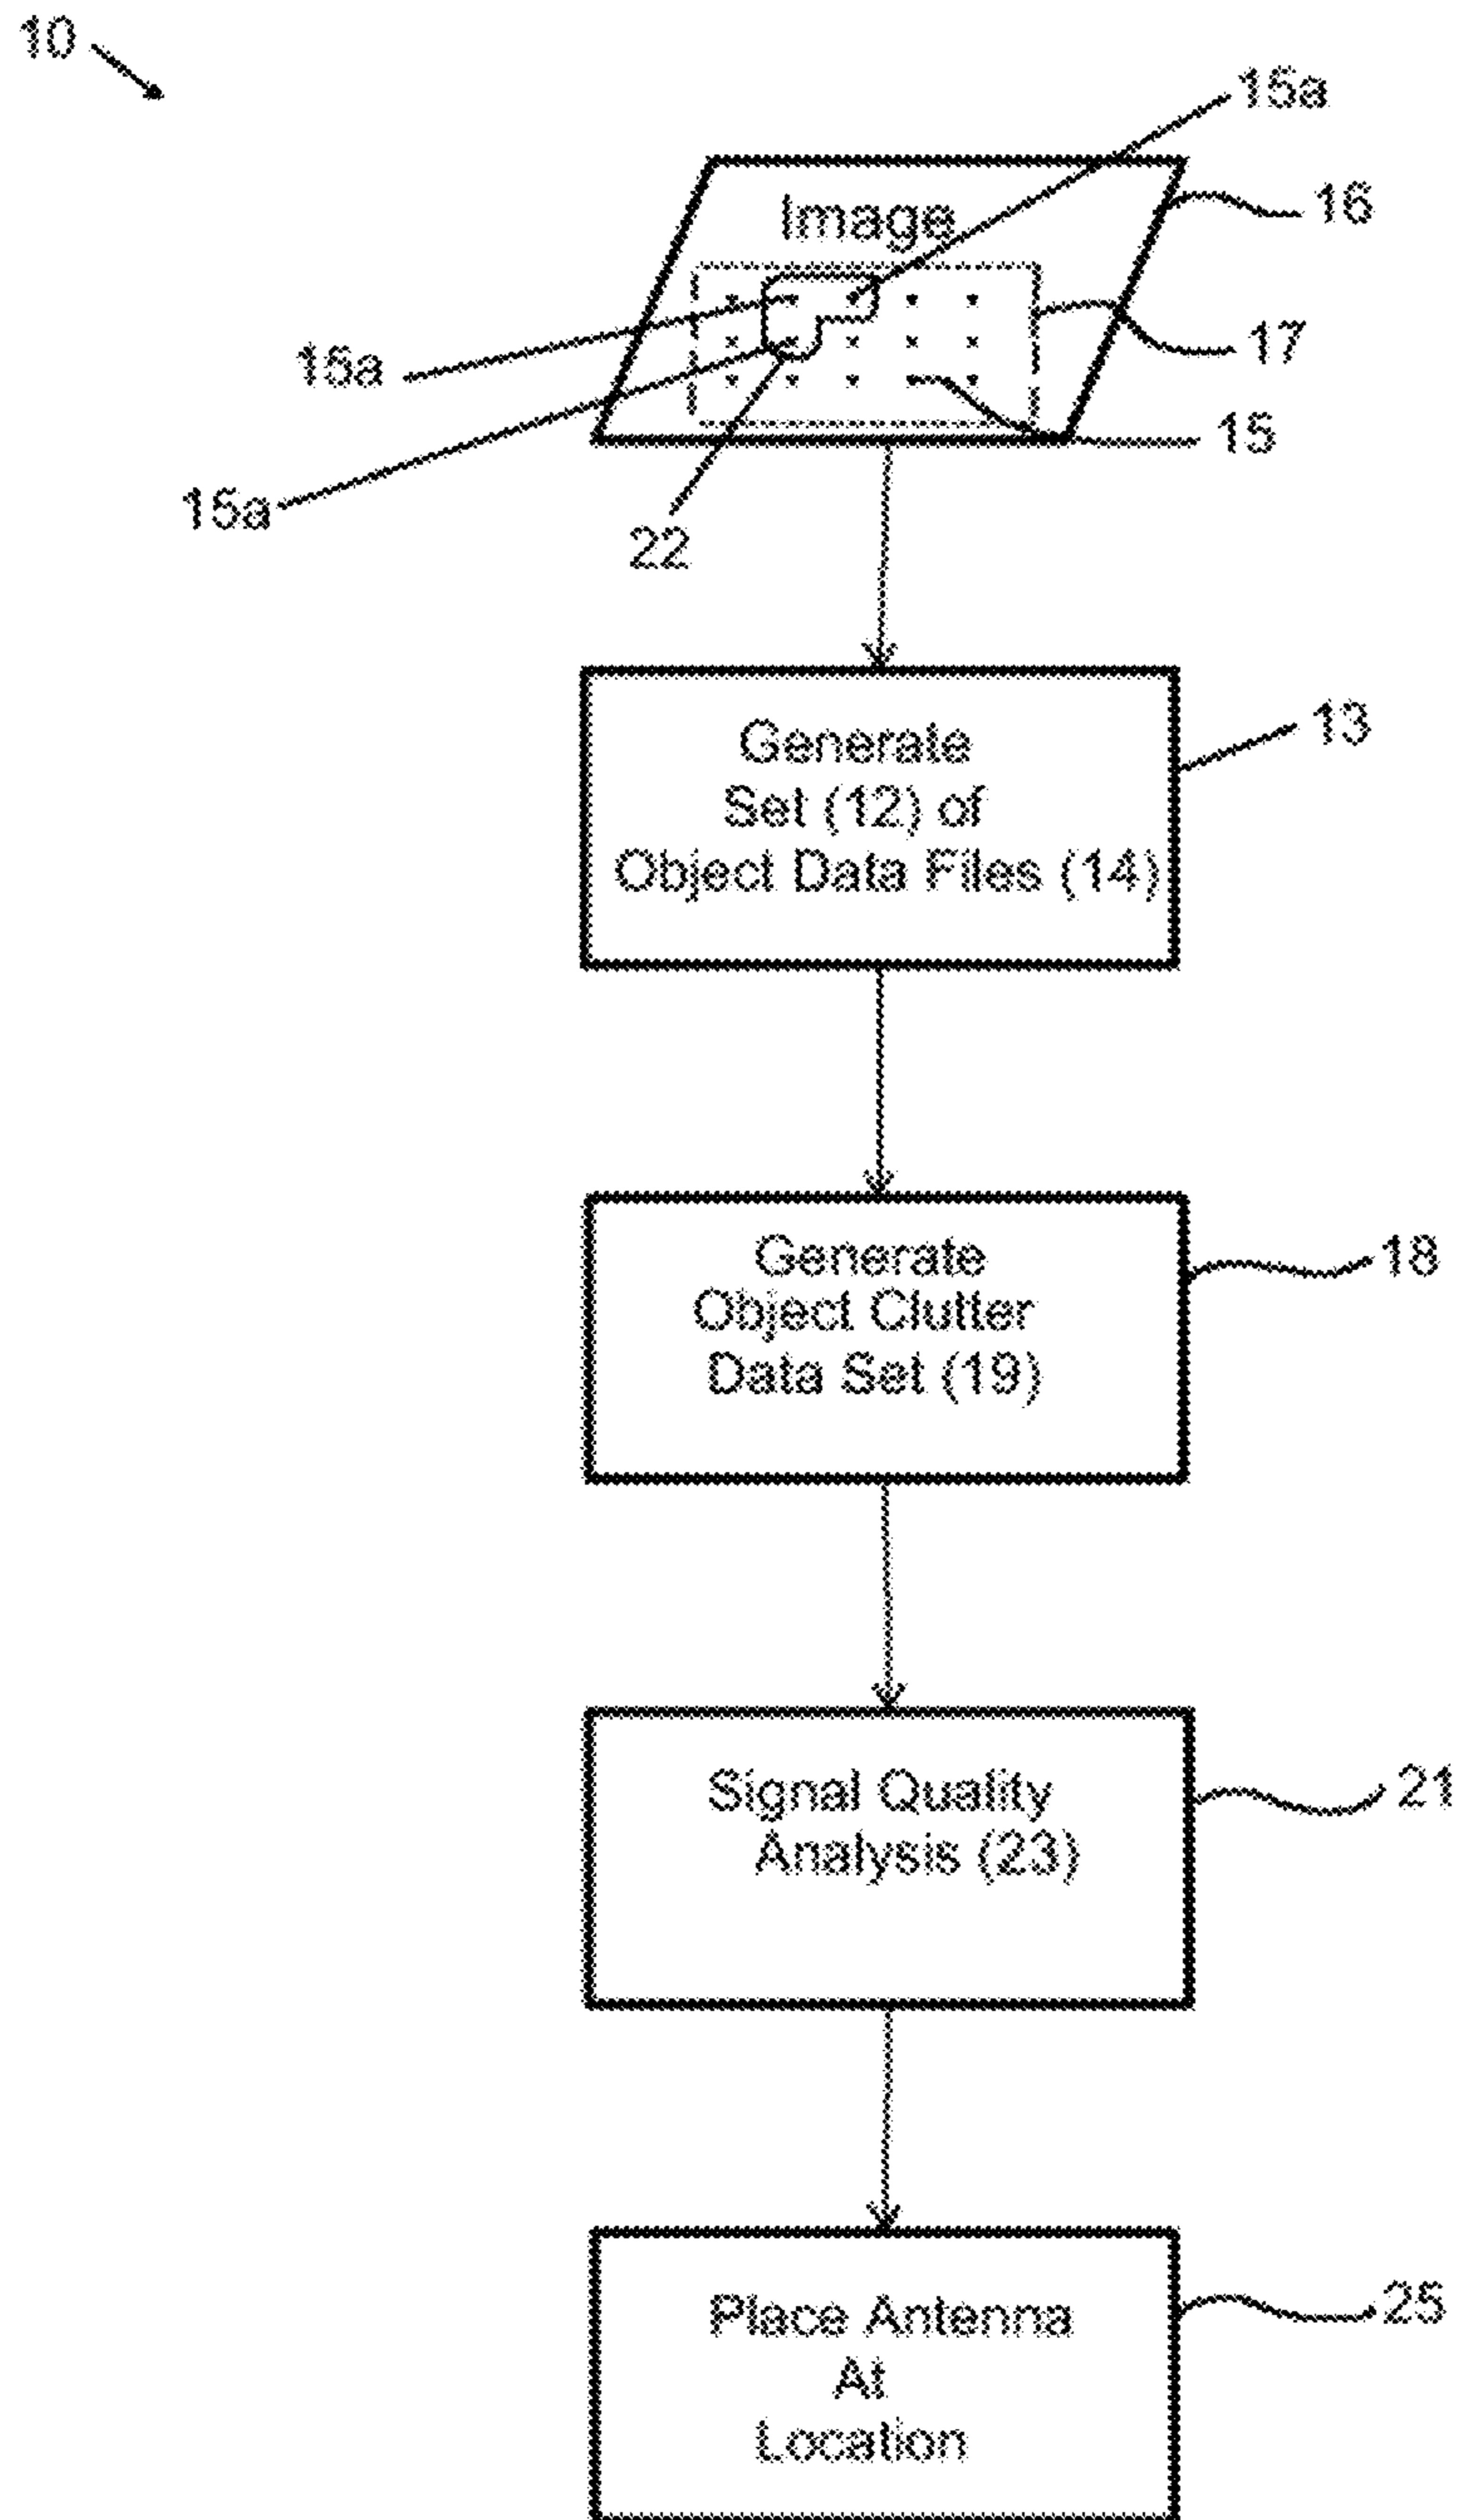 10
15a
Image
16
17
15a
15
15a
22
Generate
Set (12) of
Object Data Files (14)
13
Generate
Object Clutter
Data Set (19)
18
Signal Quality
Analysis (23)
21
Place Antenna
At
Location
25